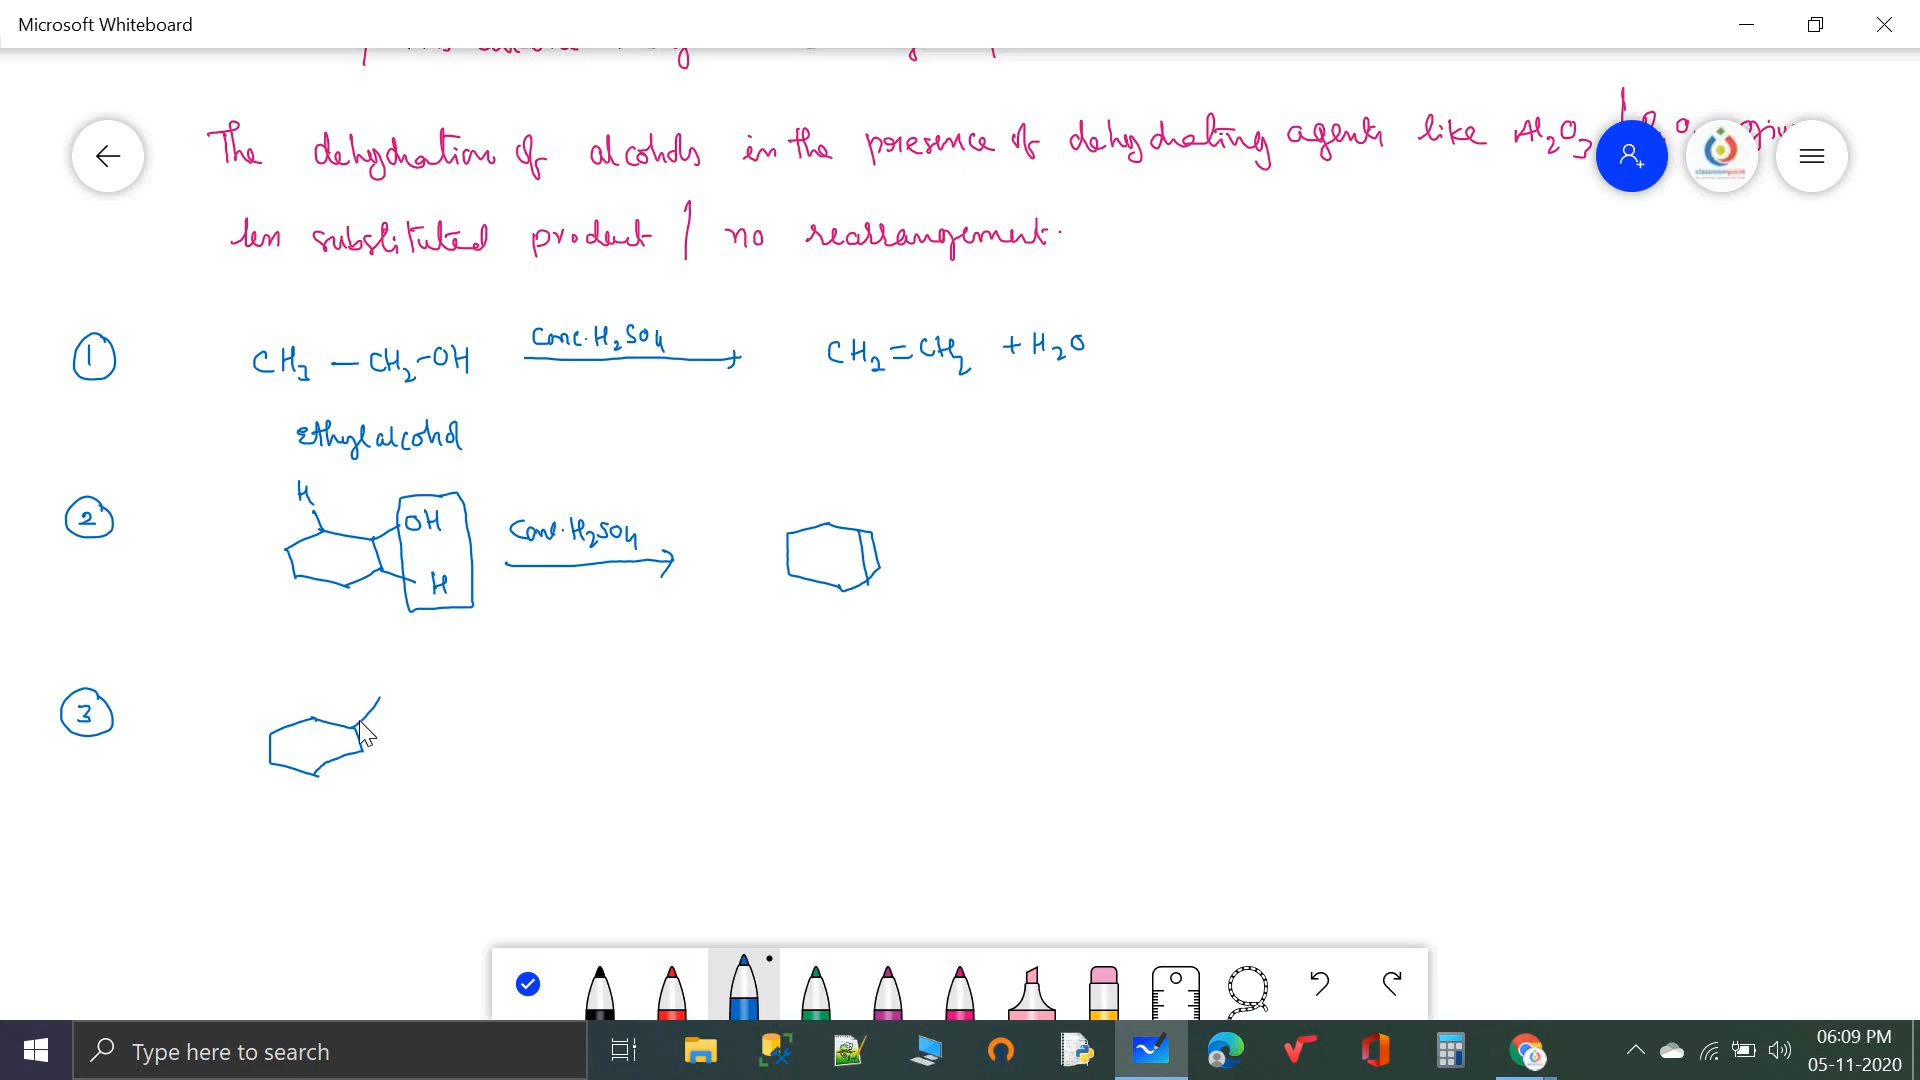 Microsoft Whiteboard
The dehydration of alcohols in the presence of dehydrating agents like Al2O3
less substituted product / no rearrangement.
1 CH3 — CH2-OH Conc. H2SO4 CH2=CH2 + H2O
Ethyl alcohol
H
2 OH Conc. H2SO4
H
3
Type here to search
06:09 PM
05-11-2020